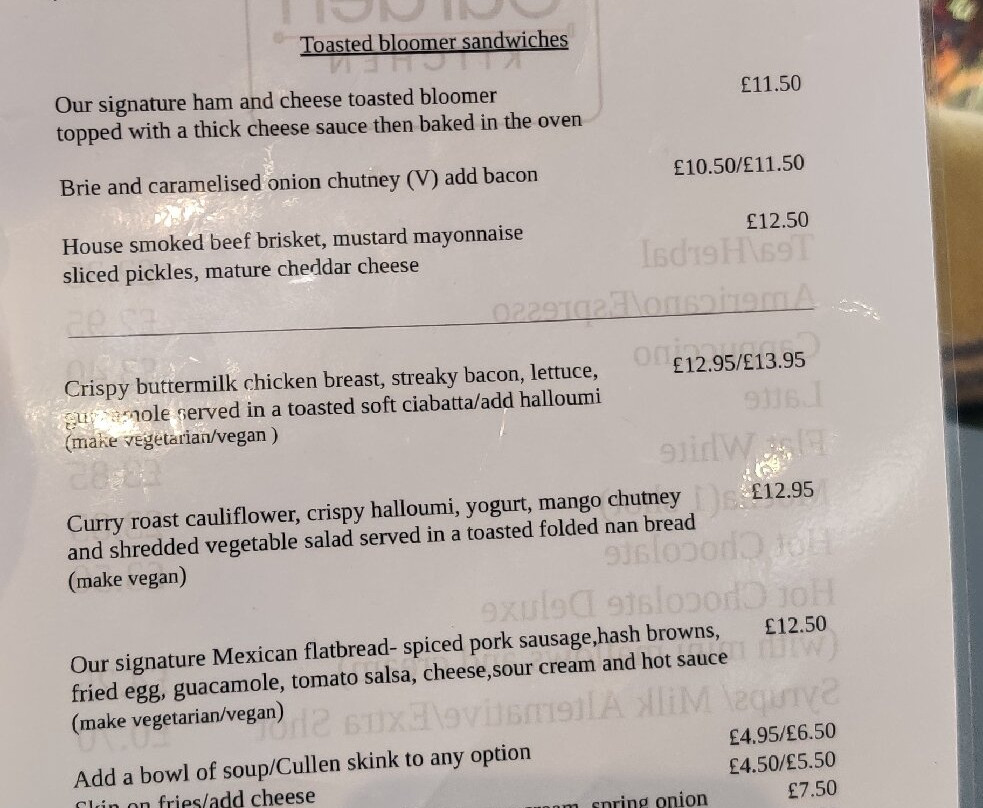 Toasted bloomer sandwiches
Our signature ham and cheese toasted bloomer £11.50
topped with a thick cheese sauce then baked in the oven
Brie and caramelised onion chutney (V) add bacon £10.50/£11.50
House smoked beef brisket, mustard mayonnaise £12.50
sliced pickles, mature cheddar cheese
Crispy buttermilk chicken breast, streaky bacon, lettuce, £12.95/£13.95
guacamole served in a toasted soft ciabatta/add halloumi
(make vegetarian/vegan )
Curry roast cauliflower, crispy halloumi, yogurt, mango chutney £12.95
and shredded vegetable salad served in a toasted folded nan bread
(make vegan)
Our signature Mexican flatbread- spiced pork sausage,hash browns, £12.50
fried egg, guacamole, tomato salsa, cheese,sour cream and hot sauce
(make vegetarian/vegan)
Add a bowl of soup/Cullen skink to any option £4.95/£6.50
Skin on fries/add cheese £4.50/£5.50
spring onion £7.50